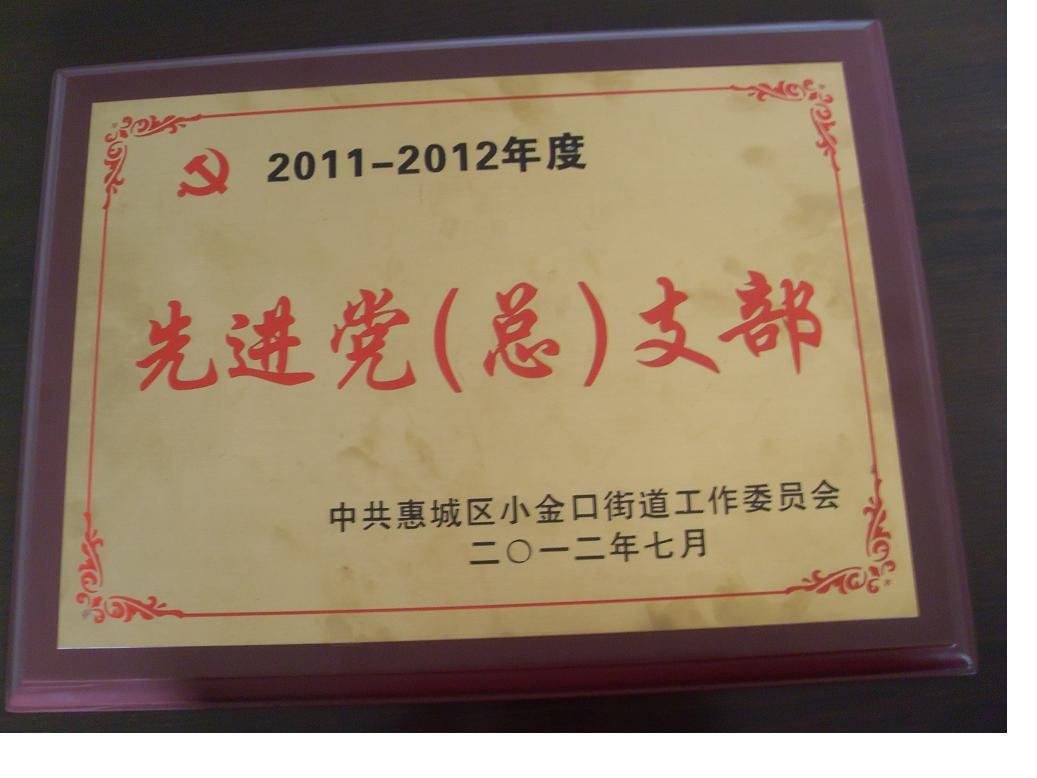 2011-2012年度
先进党(总)支部
中共惠城区小金口街道工作委员会
二〇一二年七月